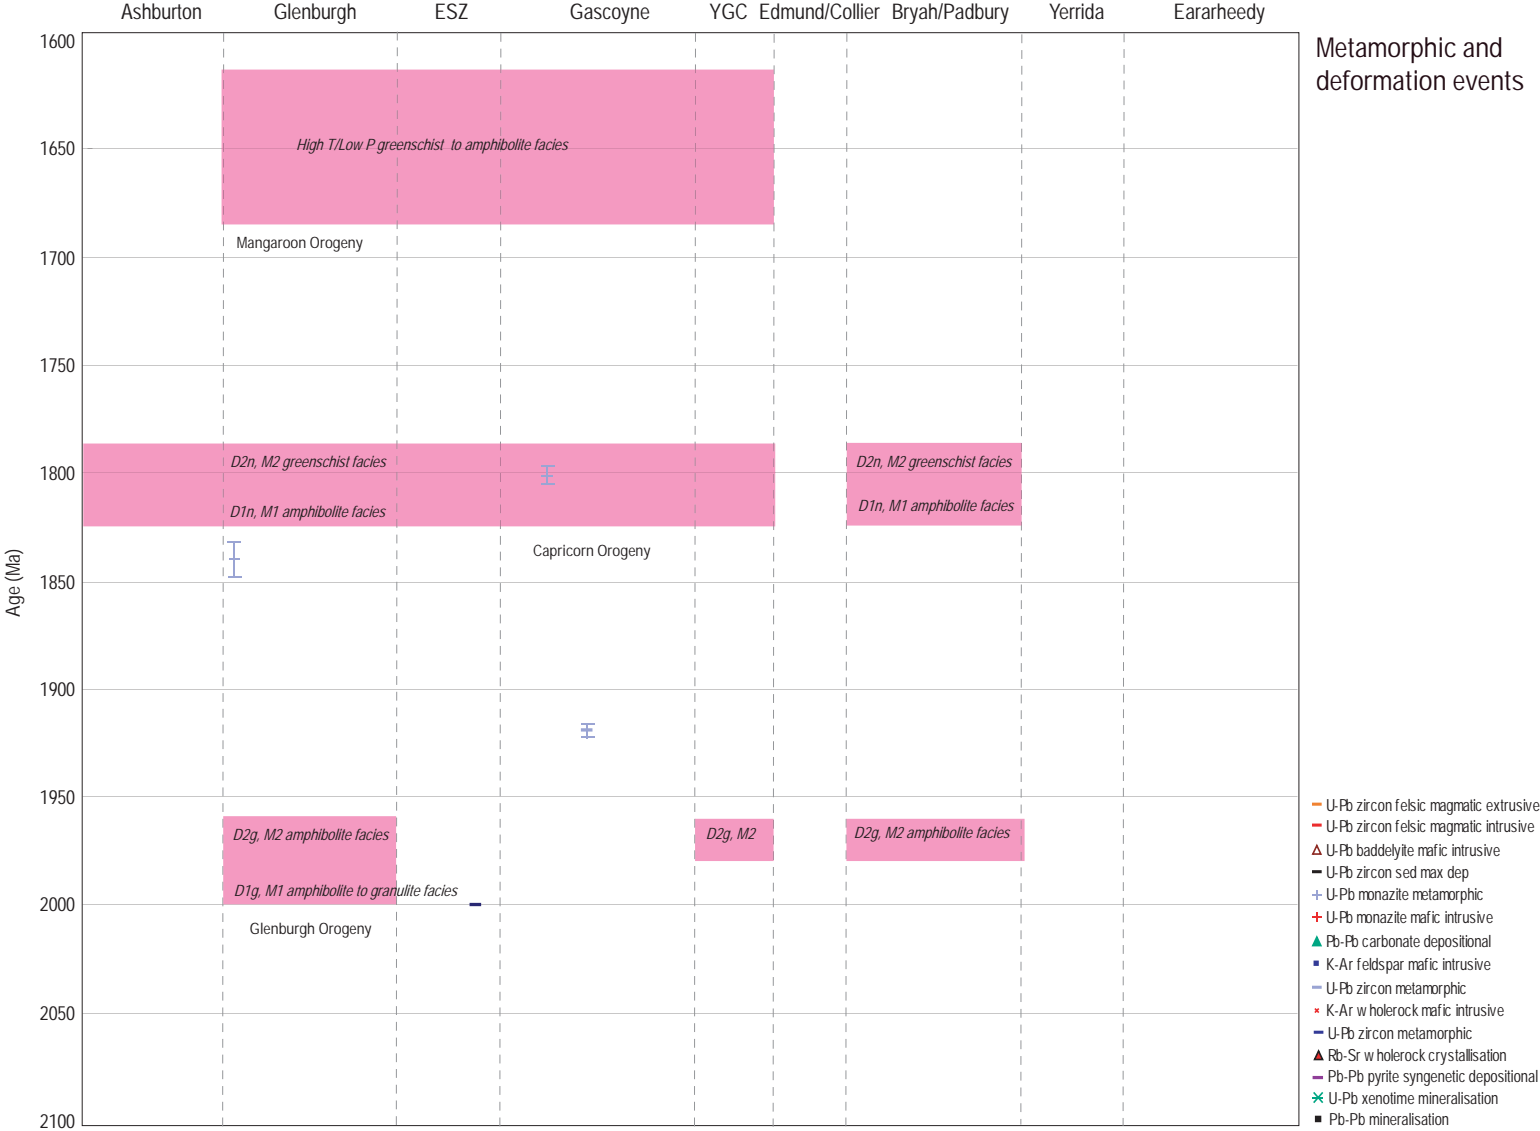 Ashburton Glenburgh ESZ Gascoyne YGC Edmund/Collier Bryah/Padbury Yerrida Eararheedy
Metamorphic and
deformation events
1600
High T/Low P greenschist to amphibolite facies
1650
Mangaroon Orogeny
1700
1750
D2n, M2 greenschist facies D2n, M2 greenschist facies
1800
D1n, M1 amphibolite facies D1n, M1 amphibolite facies
Capricorn Orogeny
Age (Ma)
1850
1900
1950
D2g, M2 amphibolite facies D2g, M2 D2g, M2 amphibolite facies
D1g, M1 amphibolite to granulite facies
2000
Glenburgh Orogeny
2050
2100
U-Pb zircon felsic magmatic extrusive
U-Pb zircon felsic magmatic intrusive
U-Pb baddelyite mafic intrusive
U-Pb zircon sed max dep
U-Pb monazite metamorphic
U-Pb monazite mafic intrusive
Pb-Pb carbonate depositional
K-Ar feldspar mafic intrusive
U-Pb zircon metamorphic
K-Ar w holerock mafic intrusive
U-Pb zircon metamorphic
Rb-Sr w holerock crystallisation
Pb-Pb pyrite syngenetic depositional
U-Pb xenotime mineralisation
Pb-Pb mineralisation